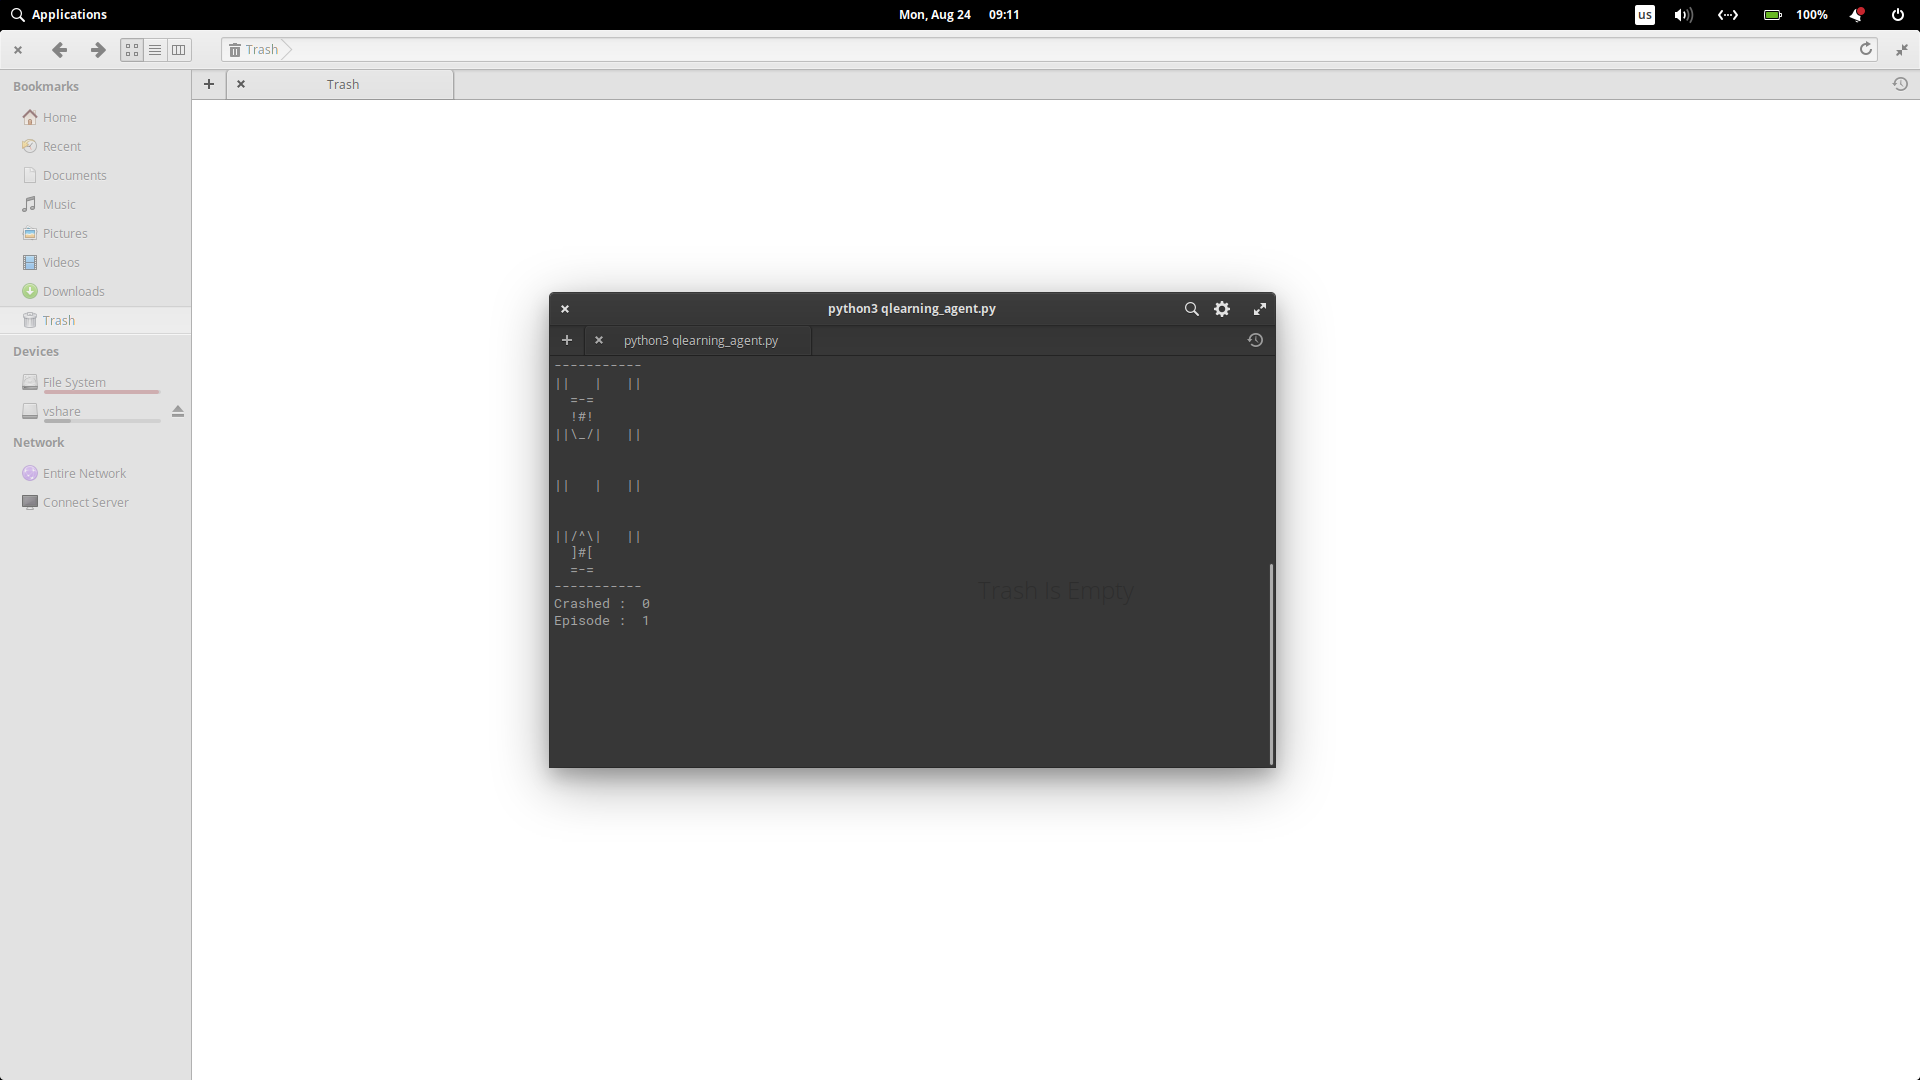 Applications
Mon, Aug 24 09:11
us
100%
Trash
Trash
Bookmarks
Home
Recent
Documents
Music
Pictures
Videos
Downloads
Trash
Devices
File System
vshare
Network
Entire Network
Connect Server
python3 qlearning_agent.py
python3 qlearning_agent.py
-----------
||   |   ||
  =-=
  !#!
||\_/|   ||
||   |   ||
||/^\|   ||
  ]#[
  =-=
-----------
Crashed :  0
Episode :  1
Trash Is Empty